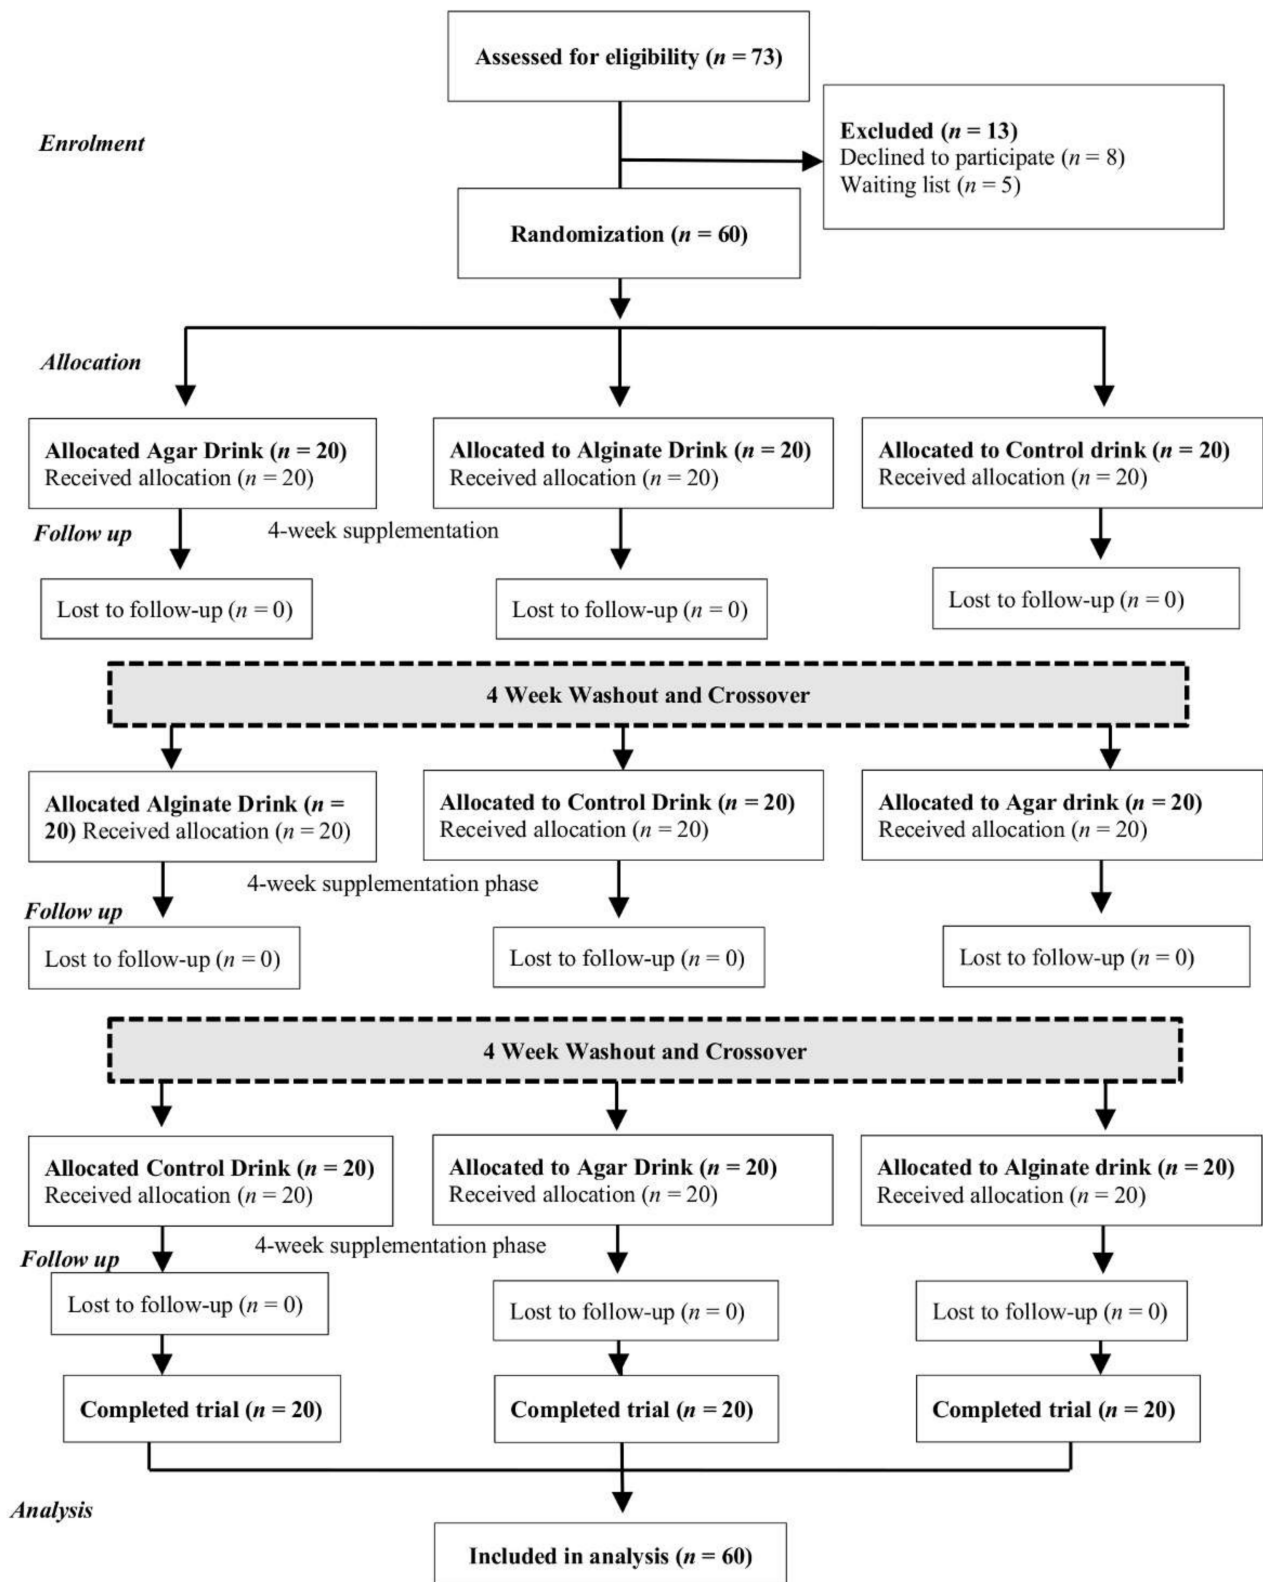 Assessed for eligibility (n = 73)
Enrolment
Excluded (n = 13)
Declined to participate (n = 8)
Waiting list (n = 5)
Randomization (n = 60)
Allocation
Allocated Agar Drink (n = 20)
Received allocation (n = 20)
Allocated to Alginate Drink (n = 20)
Received allocation (n = 20)
Allocated to Control drink (n = 20)
Received allocation (n = 20)
Follow up
4-week supplementation
Lost to follow-up (n = 0)
Lost to follow-up (n = 0)
Lost to follow-up (n = 0)
4 Week Washout and Crossover
Allocated Alginate Drink (n =
20) Received allocation (n = 20)
Allocated to Control Drink (n = 20)
Received allocation (n = 20)
Allocated to Agar drink (n = 20)
Received allocation (n = 20)
4-week supplementation phase
Follow up
Lost to follow-up (n = 0)
Lost to follow-up (n = 0)
Lost to follow-up (n = 0)
4 Week Washout and Crossover
Allocated Control Drink (n = 20)
Received allocation (n = 20)
Allocated to Agar Drink (n = 20)
Received allocation (n = 20)
Allocated to Alginate drink (n = 20)
Received allocation (n = 20)
4-week supplementation phase
Follow up
Lost to follow-up (n = 0)
Lost to follow-up (n = 0)
Lost to follow-up (n = 0)
Completed trial (n = 20)
Completed trial (n = 20)
Completed trial (n = 20)
Analysis
Included in analysis (n = 60)